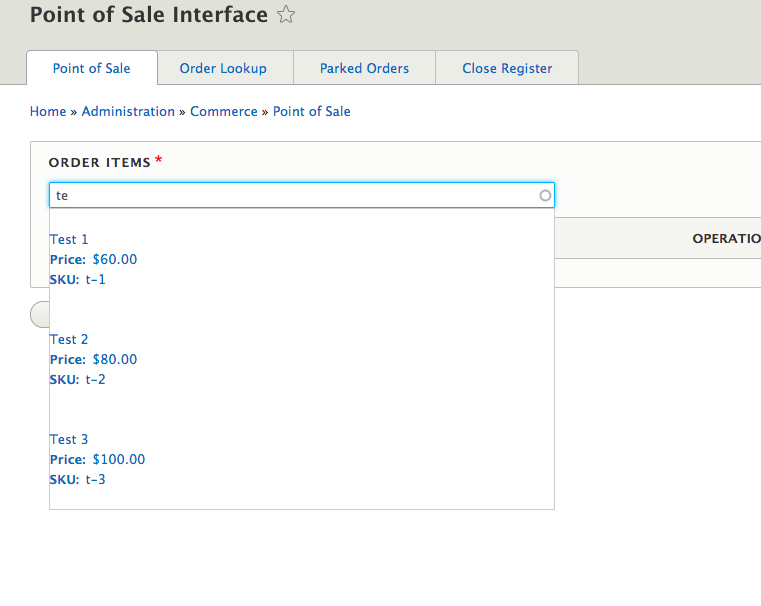 Point of Sale Interface
Point of Sale Order Lookup Parked Orders Close Register
Home » Administration » Commerce » Point of Sale
ORDER ITEMS *
te
OPERATIO
Test 1
Price: $60.00
SKU: t-1
Test 2
Price: $80.00
SKU: t-2
Test 3
Price: $100.00
SKU: t-3